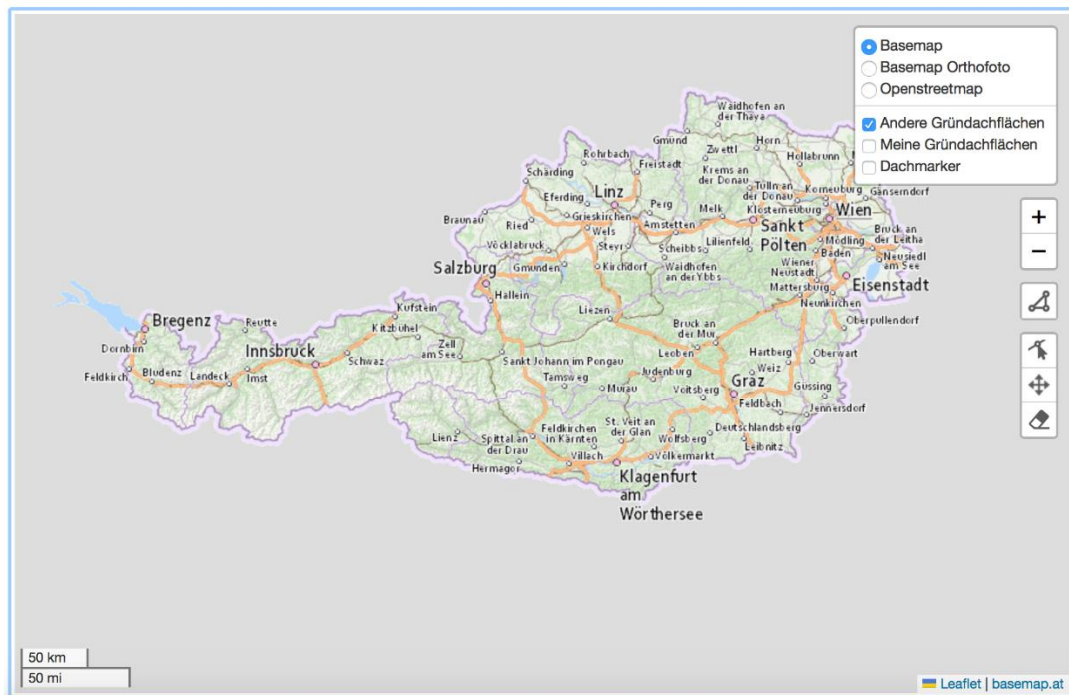 Basemap
Basemap Orthofoto
Openstreetmap
Andere Gründachflächen
Meine Gründachflächen
Dachmarker
+
−
Waidhofen an
der Thaya
Gmünd
Horn
Zwettl
Hollabrunn
Rohrbach
Freistadt
Schärding
Krems an
der Donau
Tulln an
der Donau
Korneuburg
Gänserndorf
Linz
Eferding
Perg
Melk
Klosterneuburg
Wien
Braunau
Ried
Grieskirchen
Wels
Amstetten
Sankt
Pölten
Mödling
Bruck an
der Leitha
Vöcklabruck
Steyr
Scheibbs
Lilienfeld
Baden
Neusiedl
am See
Salzburg
Gmunden
Kirchdorf
Waidhofen
an der Ybbs
Wiener
Neustadt
Eisenstadt
Mattersburg
Hallein
Neunkirchen
Liezen
Oberpullendorf
Bregenz
Reutte
Kufstein
Kitzbühel
Bruck an
der Mur
Dornbirn
Innsbruck
Schwaz
Zell
am See
Sankt Johann im Pongau
Leoben
Hartberg
Oberwart
Feldkirch
Bludenz
Landeck
Imst
Tamsweg
Murau
Judenburg
Voitsberg
Weiz
Graz
Güssing
Feldbach
Jennersdorf
Lienz
Spittal an
der Drau
Feldkirchen
in Kärnten
St. Veit an
der Glan
Wolfsberg
Deutschlandsberg
Leibnitz
Hermagor
Villach
Völkermarkt
Klagenfurt
am
Wörthersee
50 km
50 mi
Leaflet | basemap.at